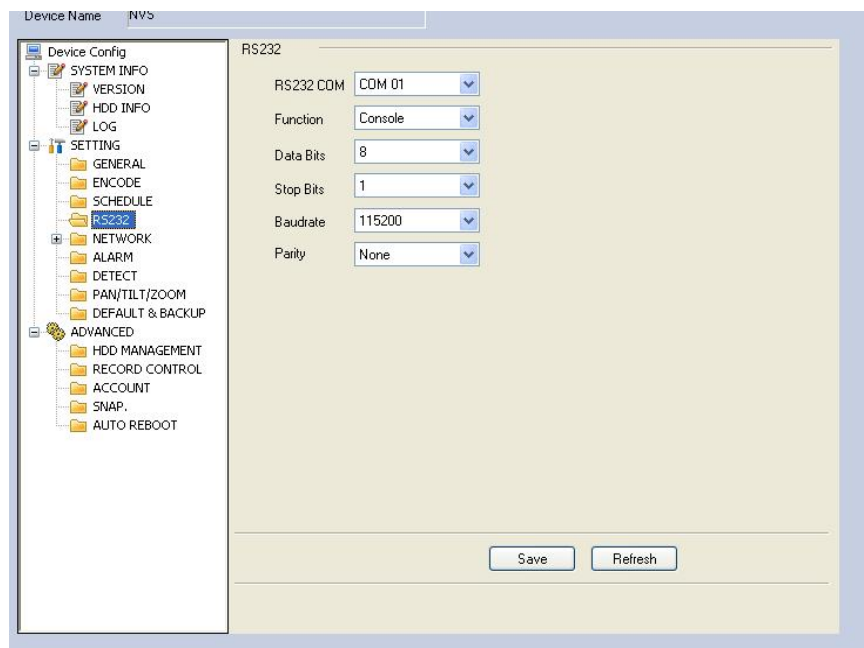 Device Name NVS
Device Config
SYSTEM INFO
VERSION
HDD INFO
LOG
SETTING
GENERAL
ENCODE
SCHEDULE
RS232
NETWORK
ALARM
DETECT
PAN/TILT/ZOOM
DEFAULT & BACKUP
ADVANCED
HDD MANAGEMENT
RECORD CONTROL
ACCOUNT
SNAP.
AUTO REBOOT
RS232
RS232 COM COM 01
Function Console
Data Bits 8
Stop Bits 1
Baudrate 115200
Parity None
Save Refresh